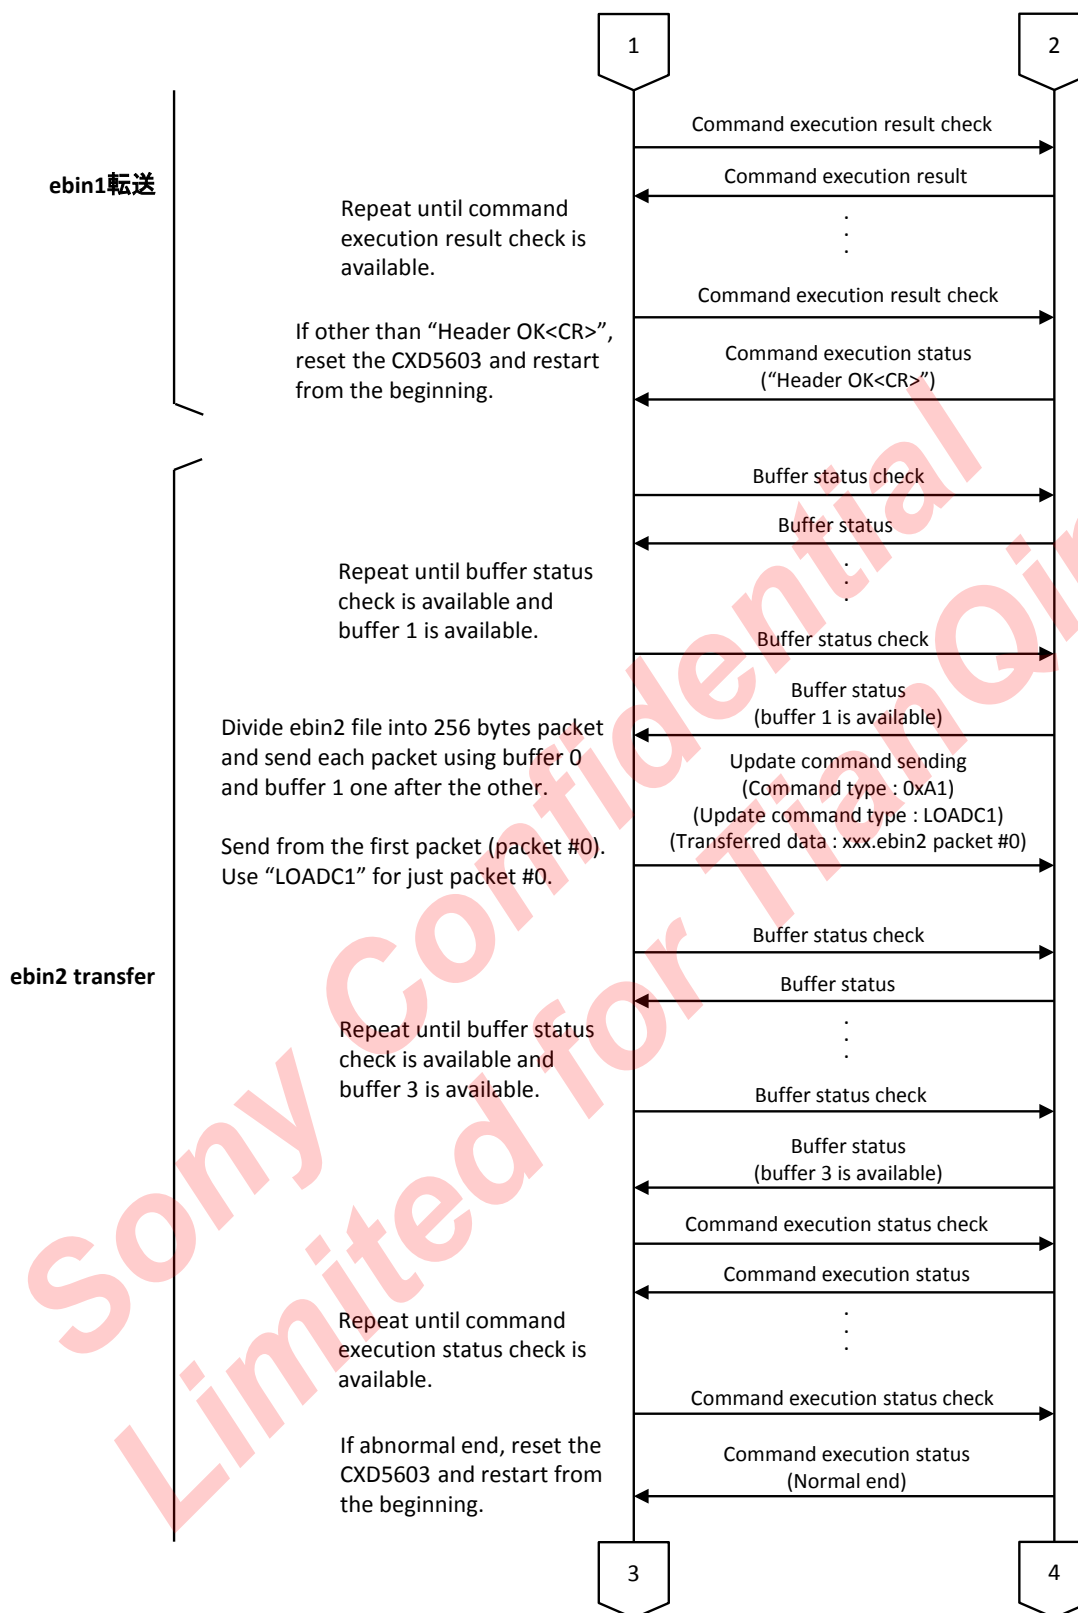 1
2
Command execution result check
ebin1転送
Command execution result
Repeat until command
execution result check is
available.
.
.
.
Command execution result check
If other than “Header OK<CR>”,
reset the CXD5603 and restart
from the beginning.
Command execution status
(“Header OK<CR>”)
Buffer status check
Buffer status
.
.
.
Repeat until buffer status
check is available and
buffer 1 is available.
Buffer status check
Buffer status
(buffer 1 is available)
Divide ebin2 file into 256 bytes packet
and send each packet using buffer 0
and buffer 1 one after the other.
Update command sending
(Command type : 0xA1)
(Update command type : LOADC1)
(Transferred data : xxx.ebin2 packet #0)
Send from the first packet (packet #0).
Use “LOADC1” for just packet #0.
Buffer status check
ebin2 transfer
Buffer status
.
.
.
Repeat until buffer status
check is available and
buffer 3 is available.
Buffer status check
Buffer status
(buffer 3 is available)
Command execution status check
Command execution status
.
.
.
Repeat until command
execution status check is
available.
Command execution status check
If abnormal end, reset the
CXD5603 and restart from
the beginning.
Command execution status
(Normal end)
3
4
Sony Confidential
Limited for